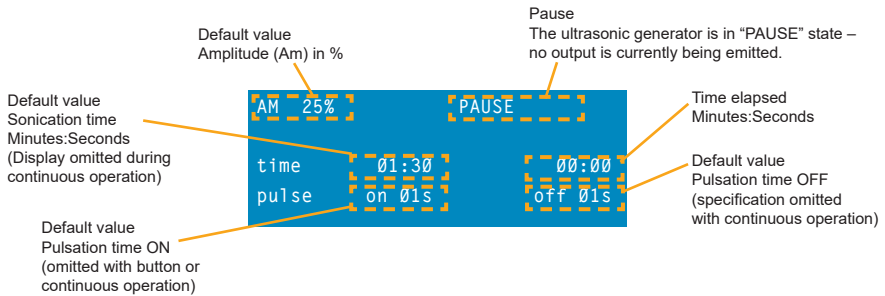 Default value
Amplitude (Am) in %
Pause
The ultrasonic generator is in “PAUSE” state –
no output is currently being emitted.
Default value
Sonication time
Minutes:Seconds
(Display omitted during
continuous operation)
AM 25% PAUSE
time 01:30 00:00
pulse on 01s off 01s
Time elapsed
Minutes:Seconds
Default value
Pulsation time OFF
(specification omitted
with continuous operation)
Default value
Pulsation time ON
(omitted with button or
continuous operation)